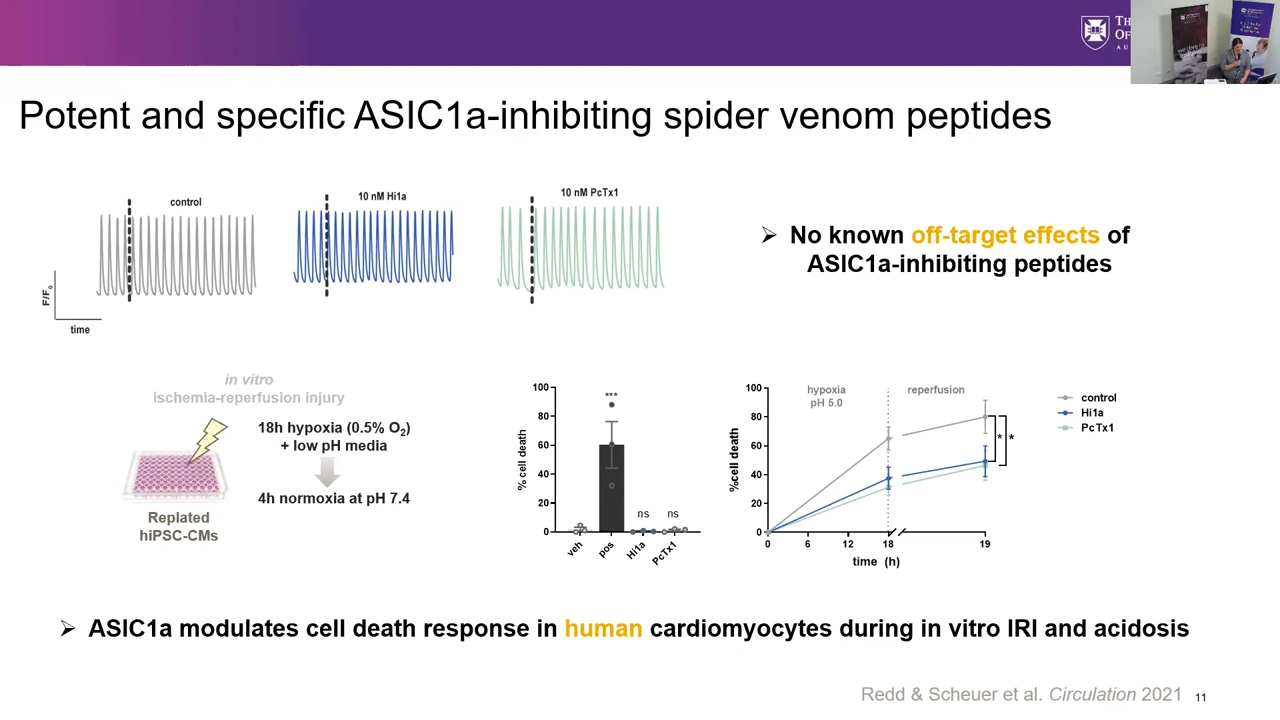 Potent and specific ASIC1a-inhibiting spider venom peptides
control
10 nM Hi1a
10 nM PcTx1
F/F0
time
➢ No known off-target effects of
ASIC1a-inhibiting peptides
in vitro
ischemia-reperfusion injury
18h hypoxia (0.5% O2)
+ low pH media
4h normoxia at pH 7.4
Replated
hiPSC-CMs
% cell death
100
80
60
40
20
0
***
ns
ns
veh
pos
Hi1a
PcTx1
%cell death
100
80
60
40
20
0
hypoxia
pH 5.0
reperfusion
* *
0
6
12
18
19
time (h)
control
Hi1a
PcTx1
➢ ASIC1a modulates cell death response in human cardiomyocytes during in vitro IRI and acidosis
Redd & Scheuer et al. Circulation 2021
11